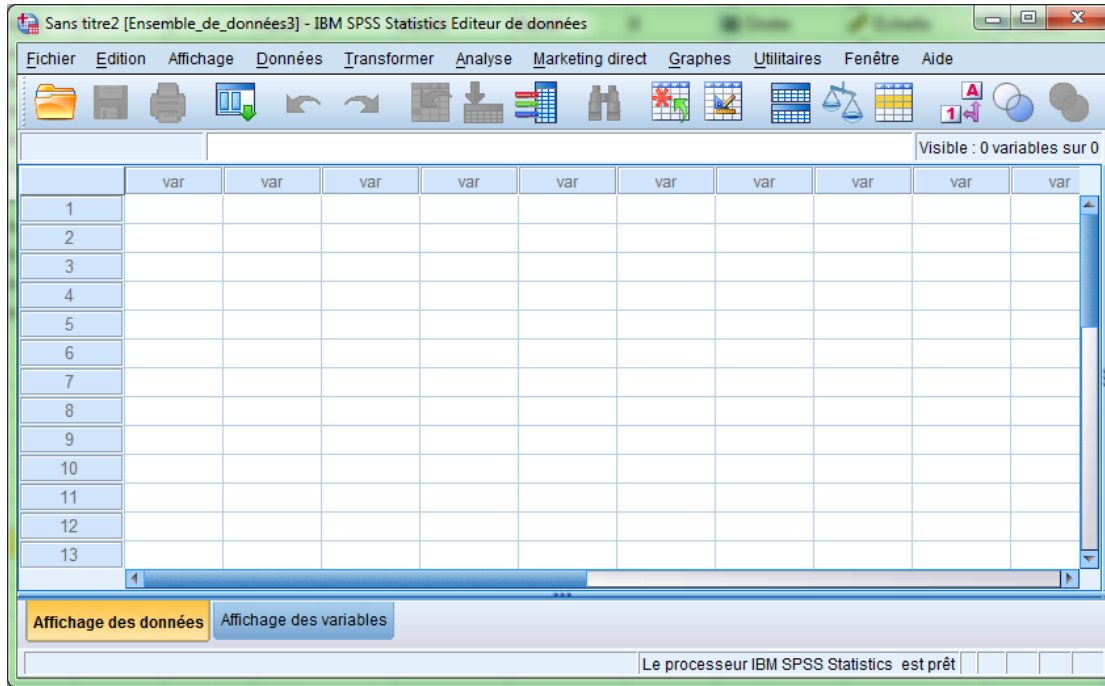 Sans titre2 [Ensemble_de_données3] - IBM SPSS Statistics Editeur de données
Fichier Edition Affichage Données Transformer Analyse Marketing direct Graphes Utilitaires Fenêtre Aide
A
1
Visible : 0 variables sur 0
var var var var var var var var var var
1
2
3
4
5
6
7
8
9
10
11
12
13
Affichage des données Affichage des variables
Le processeur IBM SPSS Statistics est prêt